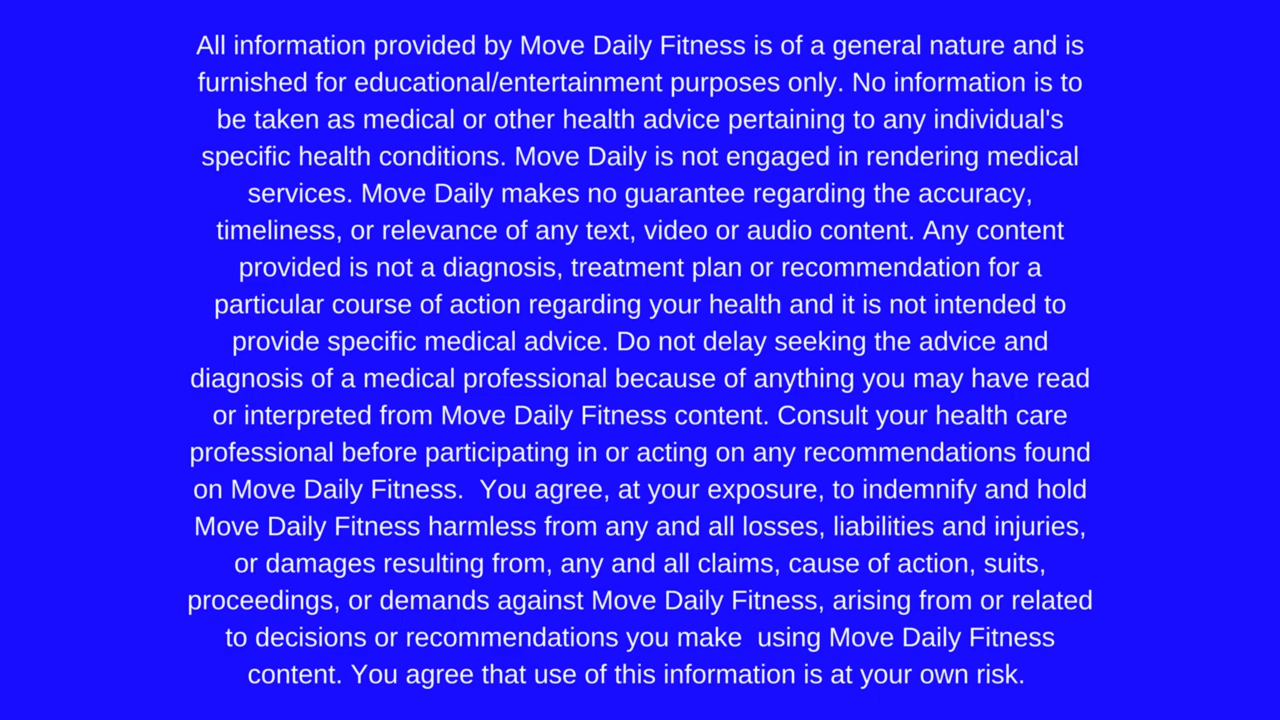 All information provided by Move Daily Fitness is of a general nature and is
furnished for educational/entertainment purposes only. No information is to
be taken as medical or other health advice pertaining to any individual's
specific health conditions. Move Daily is not engaged in rendering medical
services. Move Daily makes no guarantee regarding the accuracy,
timeliness, or relevance of any text, video or audio content. Any content
provided is not a diagnosis, treatment plan or recommendation for a
particular course of action regarding your health and it is not intended to
provide specific medical advice. Do not delay seeking the advice and
diagnosis of a medical professional because of anything you may have read
or interpreted from Move Daily Fitness content. Consult your health care
professional before participating in or acting on any recommendations found
on Move Daily Fitness.  You agree, at your exposure, to indemnify and hold
Move Daily Fitness harmless from any and all losses, liabilities and injuries,
or damages resulting from, any and all claims, cause of action, suits,
proceedings, or demands against Move Daily Fitness, arising from or related
to decisions or recommendations you make  using Move Daily Fitness
content. You agree that use of this information is at your own risk.